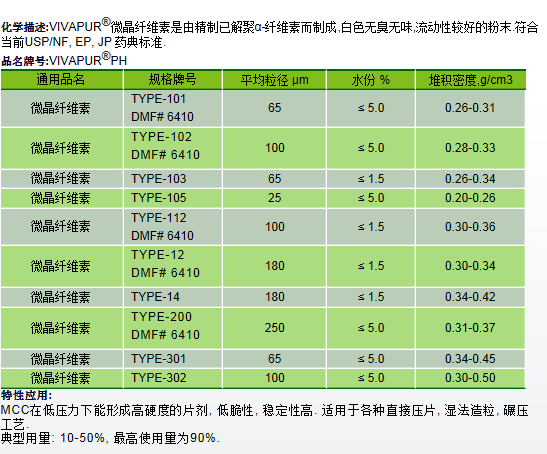 化学描述:VIVAPUR®微晶纤维素是由精制已解聚α-纤维而制成,白色无臭无味,流动性较好的粉末.符合
当前USP/NF, EP, JP 药典标准.
品名牌号:VIVAPUR®PH
通用品名 规格牌号 平均粒径 µm 水份 % 堆积密度,g/cm3
微晶纤维素 TYPE-101 65 ≤ 5.0 0.26-0.31
DMF# 6410
微晶纤维素 TYPE-102 100 ≤ 5.0 0.28-0.33
DMF# 6410
微晶纤维素 TYPE-103 65 ≤ 1.5 0.26-0.34
微晶纤维素 TYPE-105 25 ≤ 5.0 0.20-0.26
微晶纤维素 TYPE-112 100 ≤ 1.5 0.30-0.36
DMF# 6410
微晶纤维素 TYPE-12 180 ≤ 5.0 0.30-0.34
DMF# 6410
微晶纤维素 TYPE-14 180 ≤ 1.5 0.34-0.42
微晶纤维素 TYPE-200 250 ≤ 5.0 0.31-0.37
DMF# 6410
微晶纤维素 TYPE-301 65 ≤ 5.0 0.34-0.45
微晶纤维素 TYPE-302 100 ≤ 5.0 0.30-0.50
特性应用:
MCC在低压力下能形成高硬度的片剂, 低脆性, 稳定性高. 适用于各种直接压片, 湿法造粒, 碾压
工艺.
典型用量: 10-50%, 最高使用量为90%.